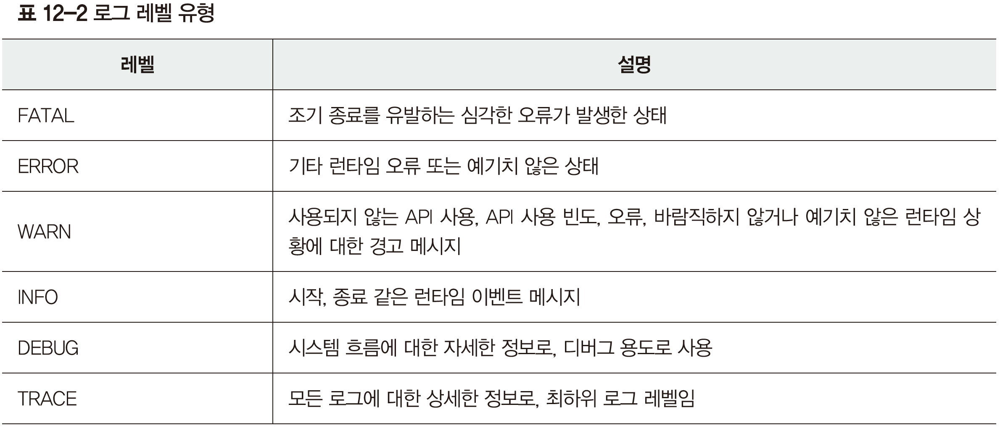 표 12-2 로그 레벨 유형
레벨 설명
FATAL 조기 종료를 유발하는 심각한 오류가 발생한 상태
ERROR 기타 런타임 오류 또는 예기치 않은 상태
WARN 사용되지 않는 API 사용, API 사용 빈도, 오류, 바람직하지 않거나 예기치 않은 런타임 상
황에 대한 경고 메시지
INFO 시작, 종료 같은 런타임 이벤트 메시지
DEBUG 시스템 흐름에 대한 자세한 정보로, 디버그 용도로 사용
TRACE 모든 로그에 대한 상세한 정보로, 최하위 로그 레벨임